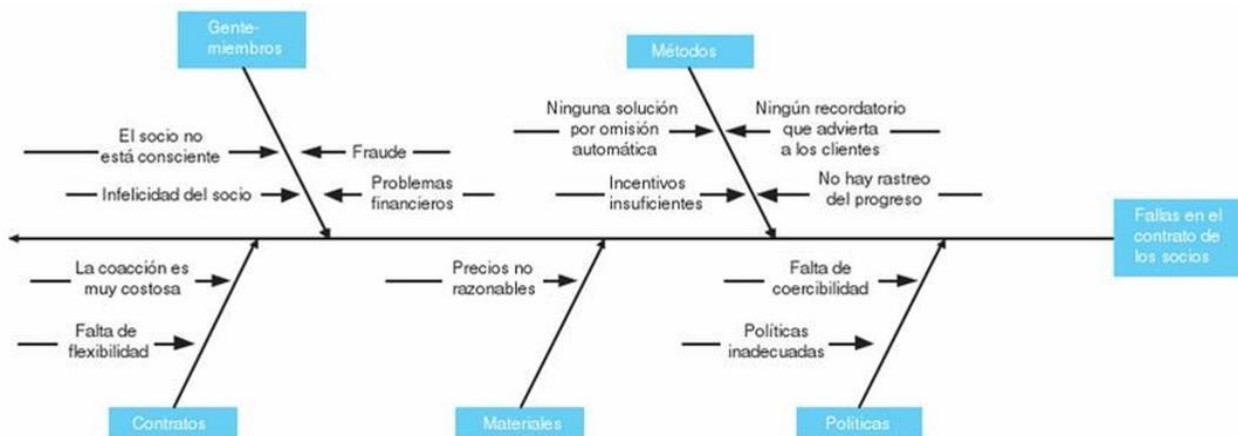 Gente-
miembros
Métodos
El socio no
está consciente
Fraude
Infelicidad del socio
Problemas
financieros
Ninguna solución
por omisión
automática
Ningún recordatorio
que advierta
a los clientes
Incentivos
insuficientes
No hay rastreo
del progreso
Fallas en el
contrato de
los socios
La coacción es
muy costosa
Falta de
flexibilidad
Precios no
razonables
Falta de
coercibilidad
Políticas
inadecuadas
Contratos
Materiales
Políticas